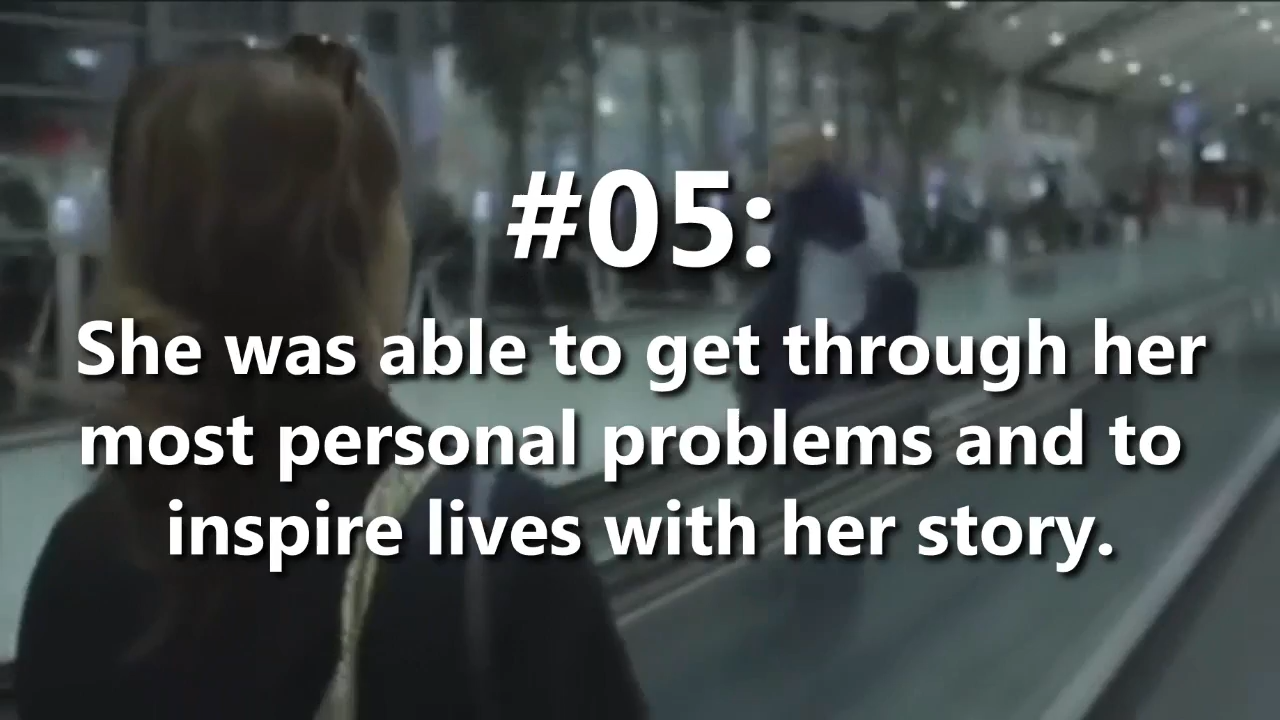 #05:
She was able to get through her
most personal problems and to
inspire lives with her story.